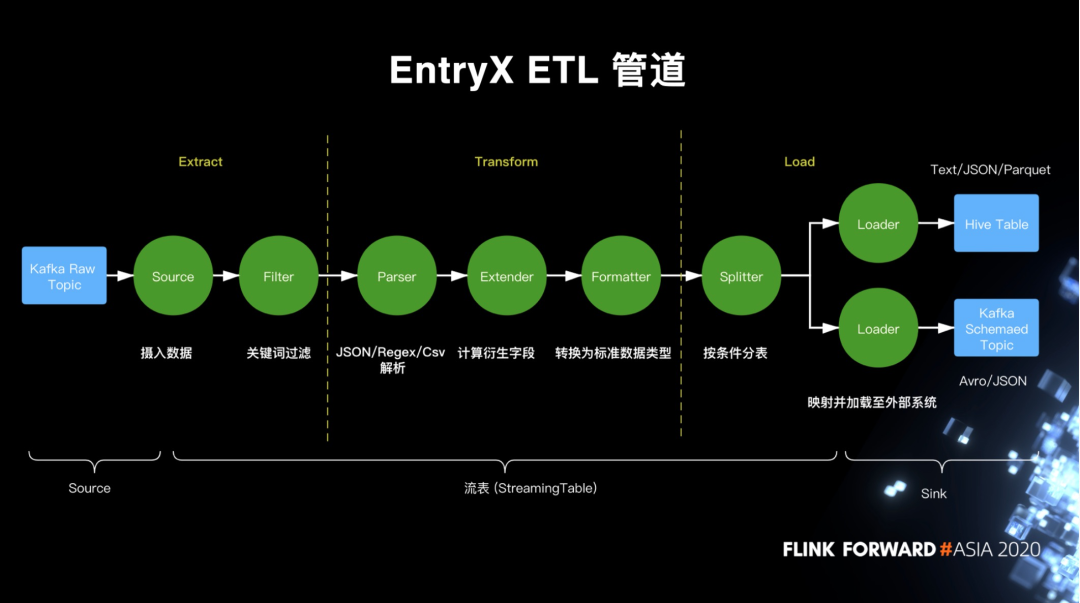 EntryX ETL 管道
Extract
Transform
Load
Text/JSON/Parquet
Kafka Raw
Topic
Source
Filter
Parser
Extender
Formatter
Splitter
Loader
Hive Table
Loader
Kafka
Schemaed
Topic
摄入数据
关键词过滤
JSON/Regex/Csv
解析
计算衍生字段
转换为标准数据类型
按条件分表
Avro/JSON
映射并加载至外部系统
Source
流表 (StreamingTable)
Sink
FLINK FORWARD #ASIA 2020